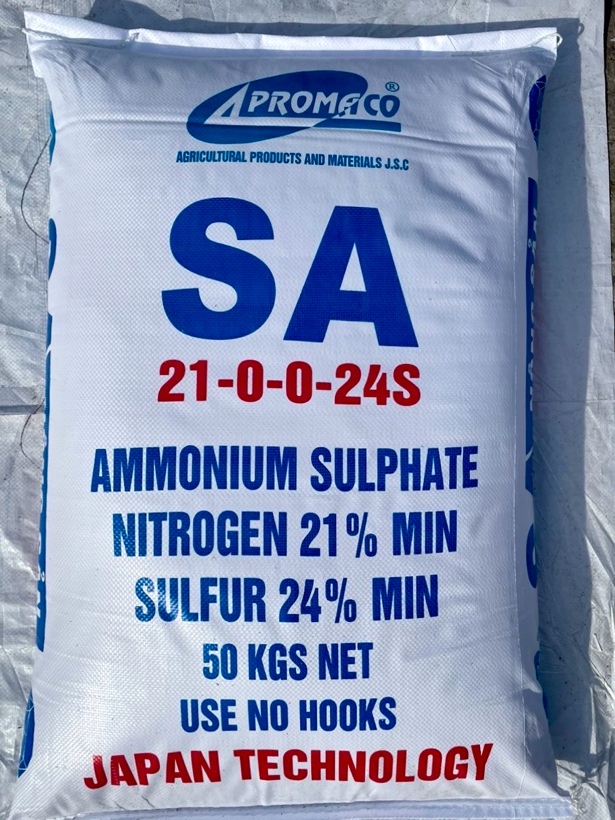 APROMACO®
AGRICULTURAL PRODUCTS AND MATERIALS J.S.C
SA
21-0-0-24S
AMMONIUM SULPHATE
NITROGEN 21% MIN
SULFUR 24% MIN
50 KGS NET
USE NO HOOKS
JAPAN TECHNOLOGY